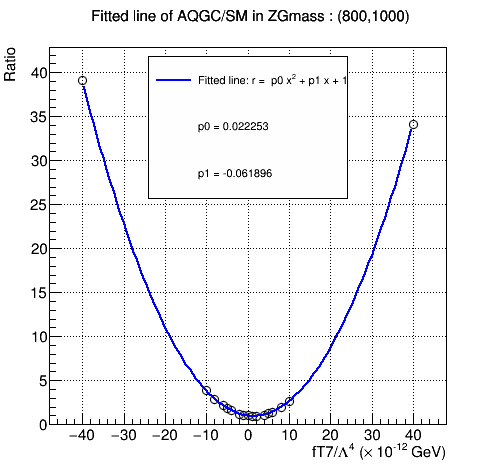 Fitted line of AQGC/SM in ZGmass : (800,1000)
Ratio
Fitted line: r = p0 x² + p1 x + 1
p0 = 0.022253
p1 = -0.061896
40
35
30
25
20
15
10
5
0
−40 −30 −20 −10 0 10 20 30 40
fT7/Λ⁴ (× 10⁻¹² GeV)